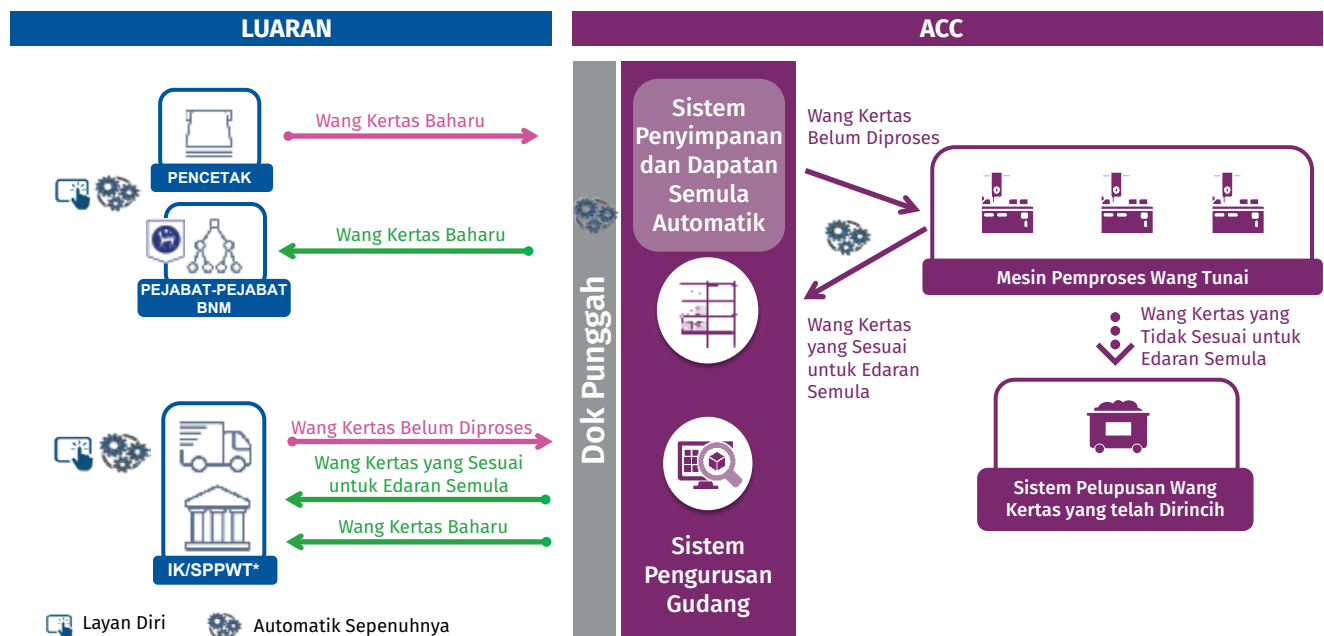 LUARAN
ACC
Wang Kertas Baharu
PENCETAK
Wang Kertas Baharu
PEJABAT-PEJABAT
BNM
Wang Kertas Belum Diproses
Wang Kertas yang Sesuai
untuk Edaran Semula
Wang Kertas Baharu
IK/SPPWT*
Layan Diri
Automatik Sepenuhnya
Dok Punggah
Sistem
Penyimpanan
dan Dapatan
Semula
Automatik
Sistem
Pengurusan
Gudang
Wang Kertas
Belum Diproses
Wang Kertas
yang Sesuai
untuk Edaran
Semula
Mesin Pemproses Wang Tunai
Wang Kertas yang
Tidak Sesuai untuk
Edaran Semula
Sistem Pelupusan Wang
Kertas yang telah Dirincih